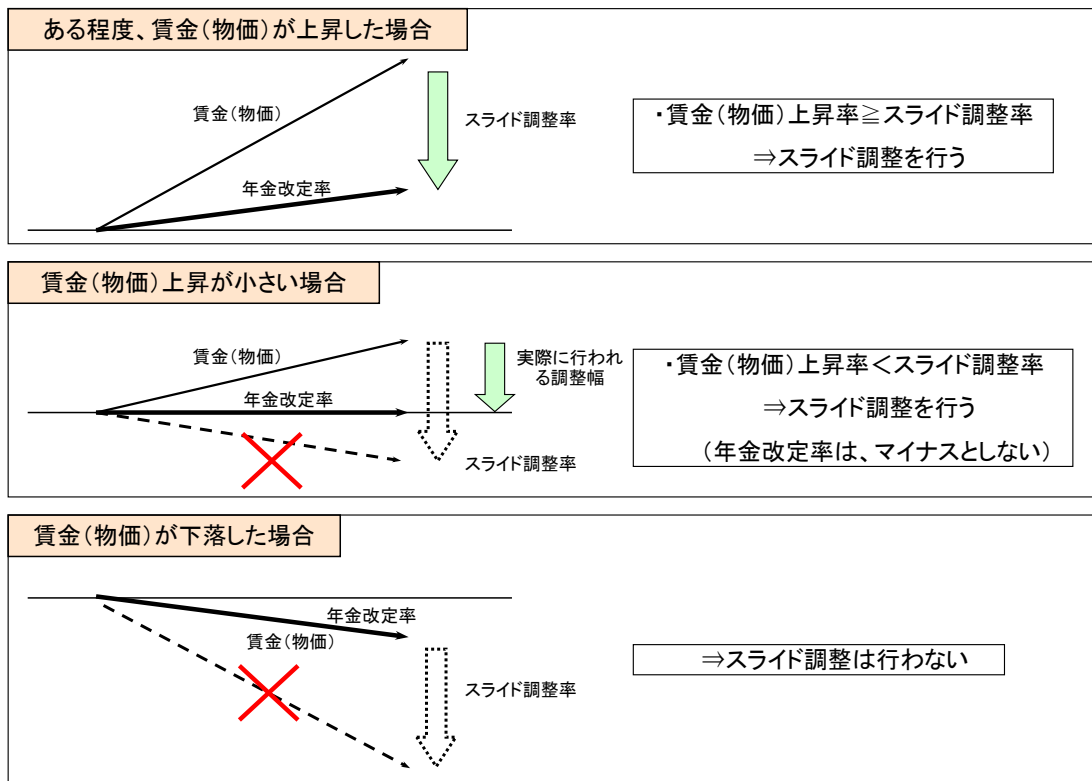 ある程度、賃金(物価)が上昇した場合
賃金(物価)
スライド調整率
年金改定率
・賃金(物価)上昇率≧スライド調整率
⇒スライド調整を行う
賃金(物価)上昇が小さい場合
賃金(物価)
年金改定率
実際に行われ
る調整幅
スライド調整率
・賃金(物価)上昇率<スライド調整率
⇒スライド調整を行う
(年金改定率は、マイナスとしない)
賃金(物価)が下落した場合
年金改定率
賃金(物価)
スライド調整率
⇒スライド調整は行わない